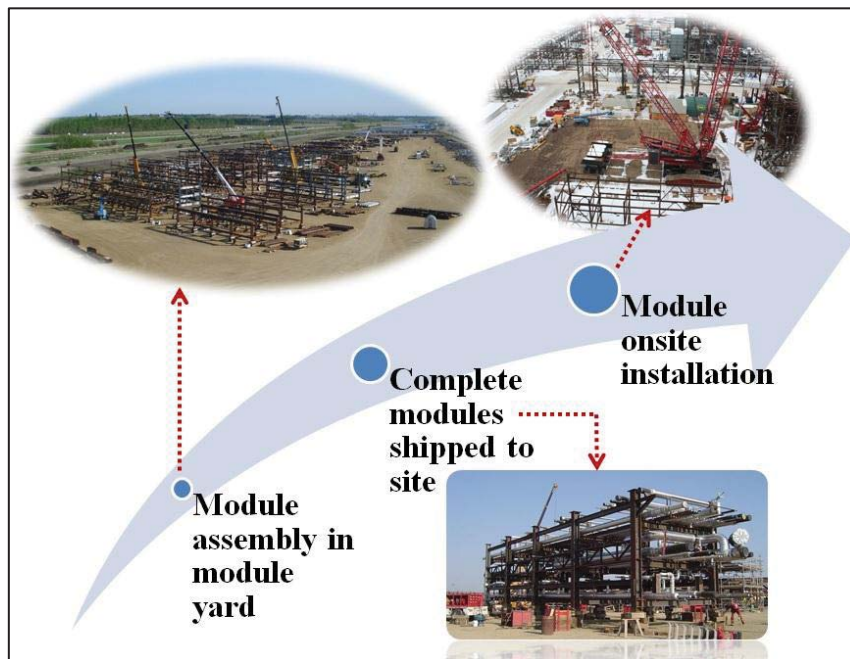 Module
onsite
installation
Complete
modules
shipped to
site
Module
assembly in
module
yard